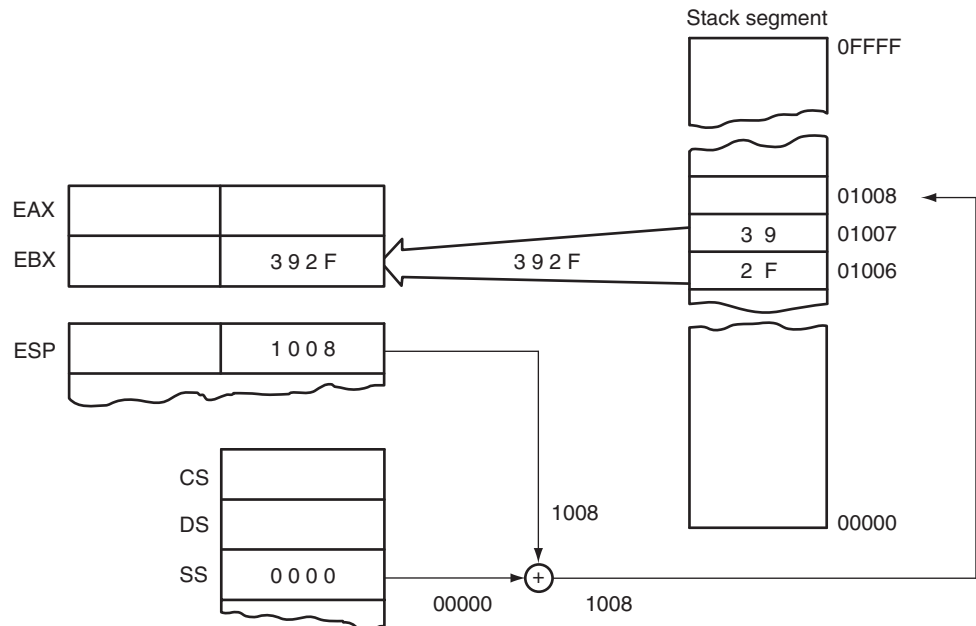 Stack segment
0FFFF
EAX
01008
EBX
3 9 2 F
3 9 2 F
3 9
01007
2 F
01006
ESP
1 0 0 8
CS
DS
1008
00000
SS
0 0 0 0
+
00000
1008